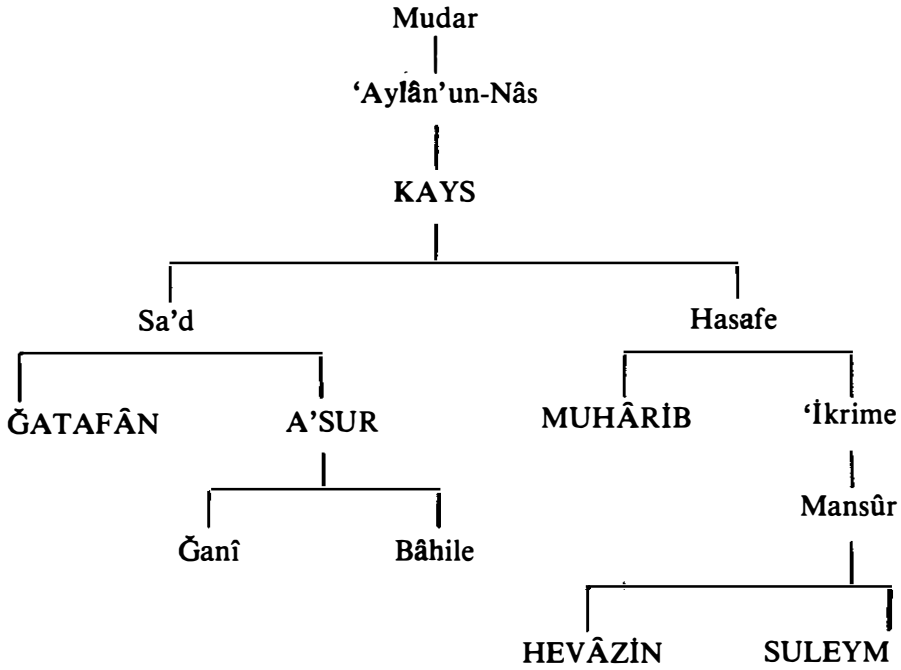 Mudar
‘Aylân’un-Nâs
KAYS
Sa’d Hasafe
ĞATAFÂN A’SUR MUHÂRİB ‘İkrime
Mansûr
Ğanî Bâhile
HEVÂZİN SULEYM